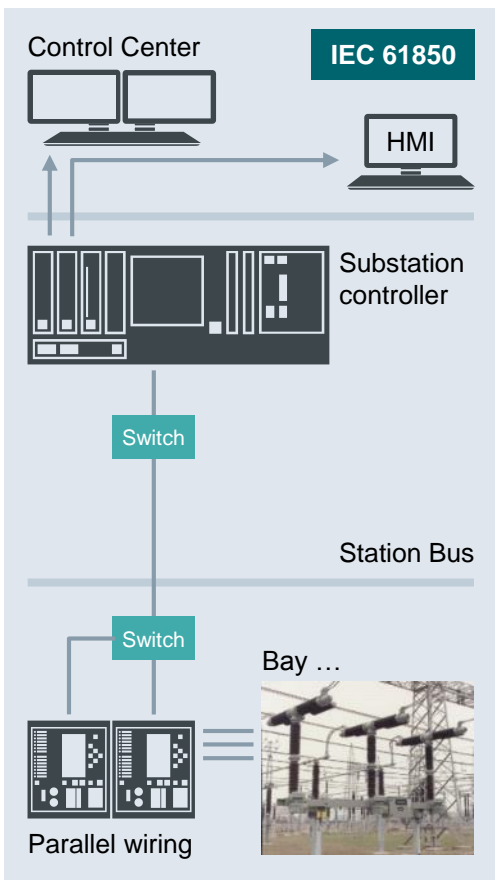 Control Center
IEC 61850
HMI
Substation
controller
Switch
Station Bus
Switch
Bay …
Parallel wiring